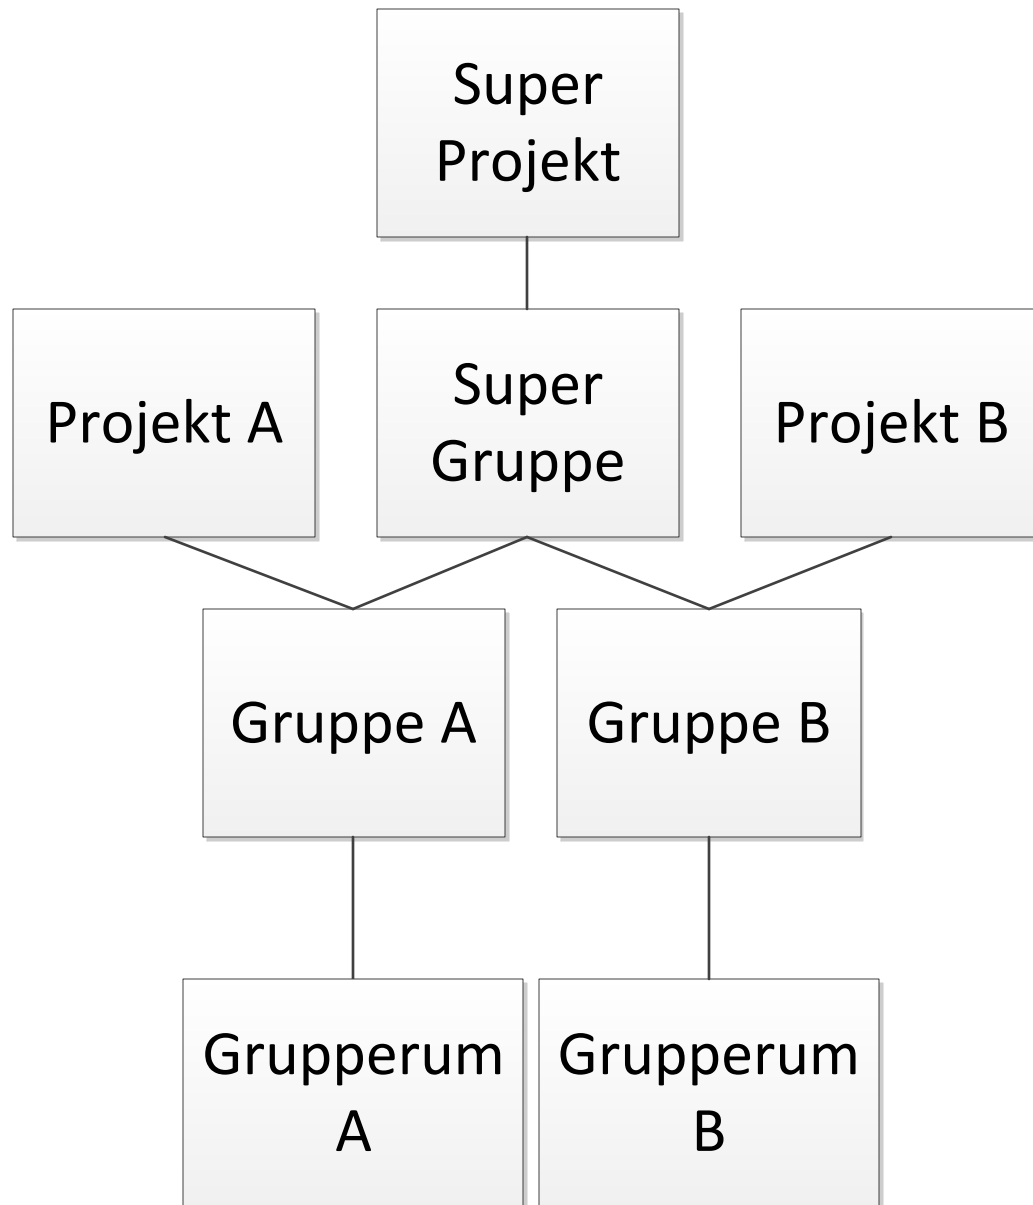 Super
Projekt
Projekt A
Super
Gruppe
Projekt B
Gruppe A
Gruppe B
Grupperum
A
Grupperum
B